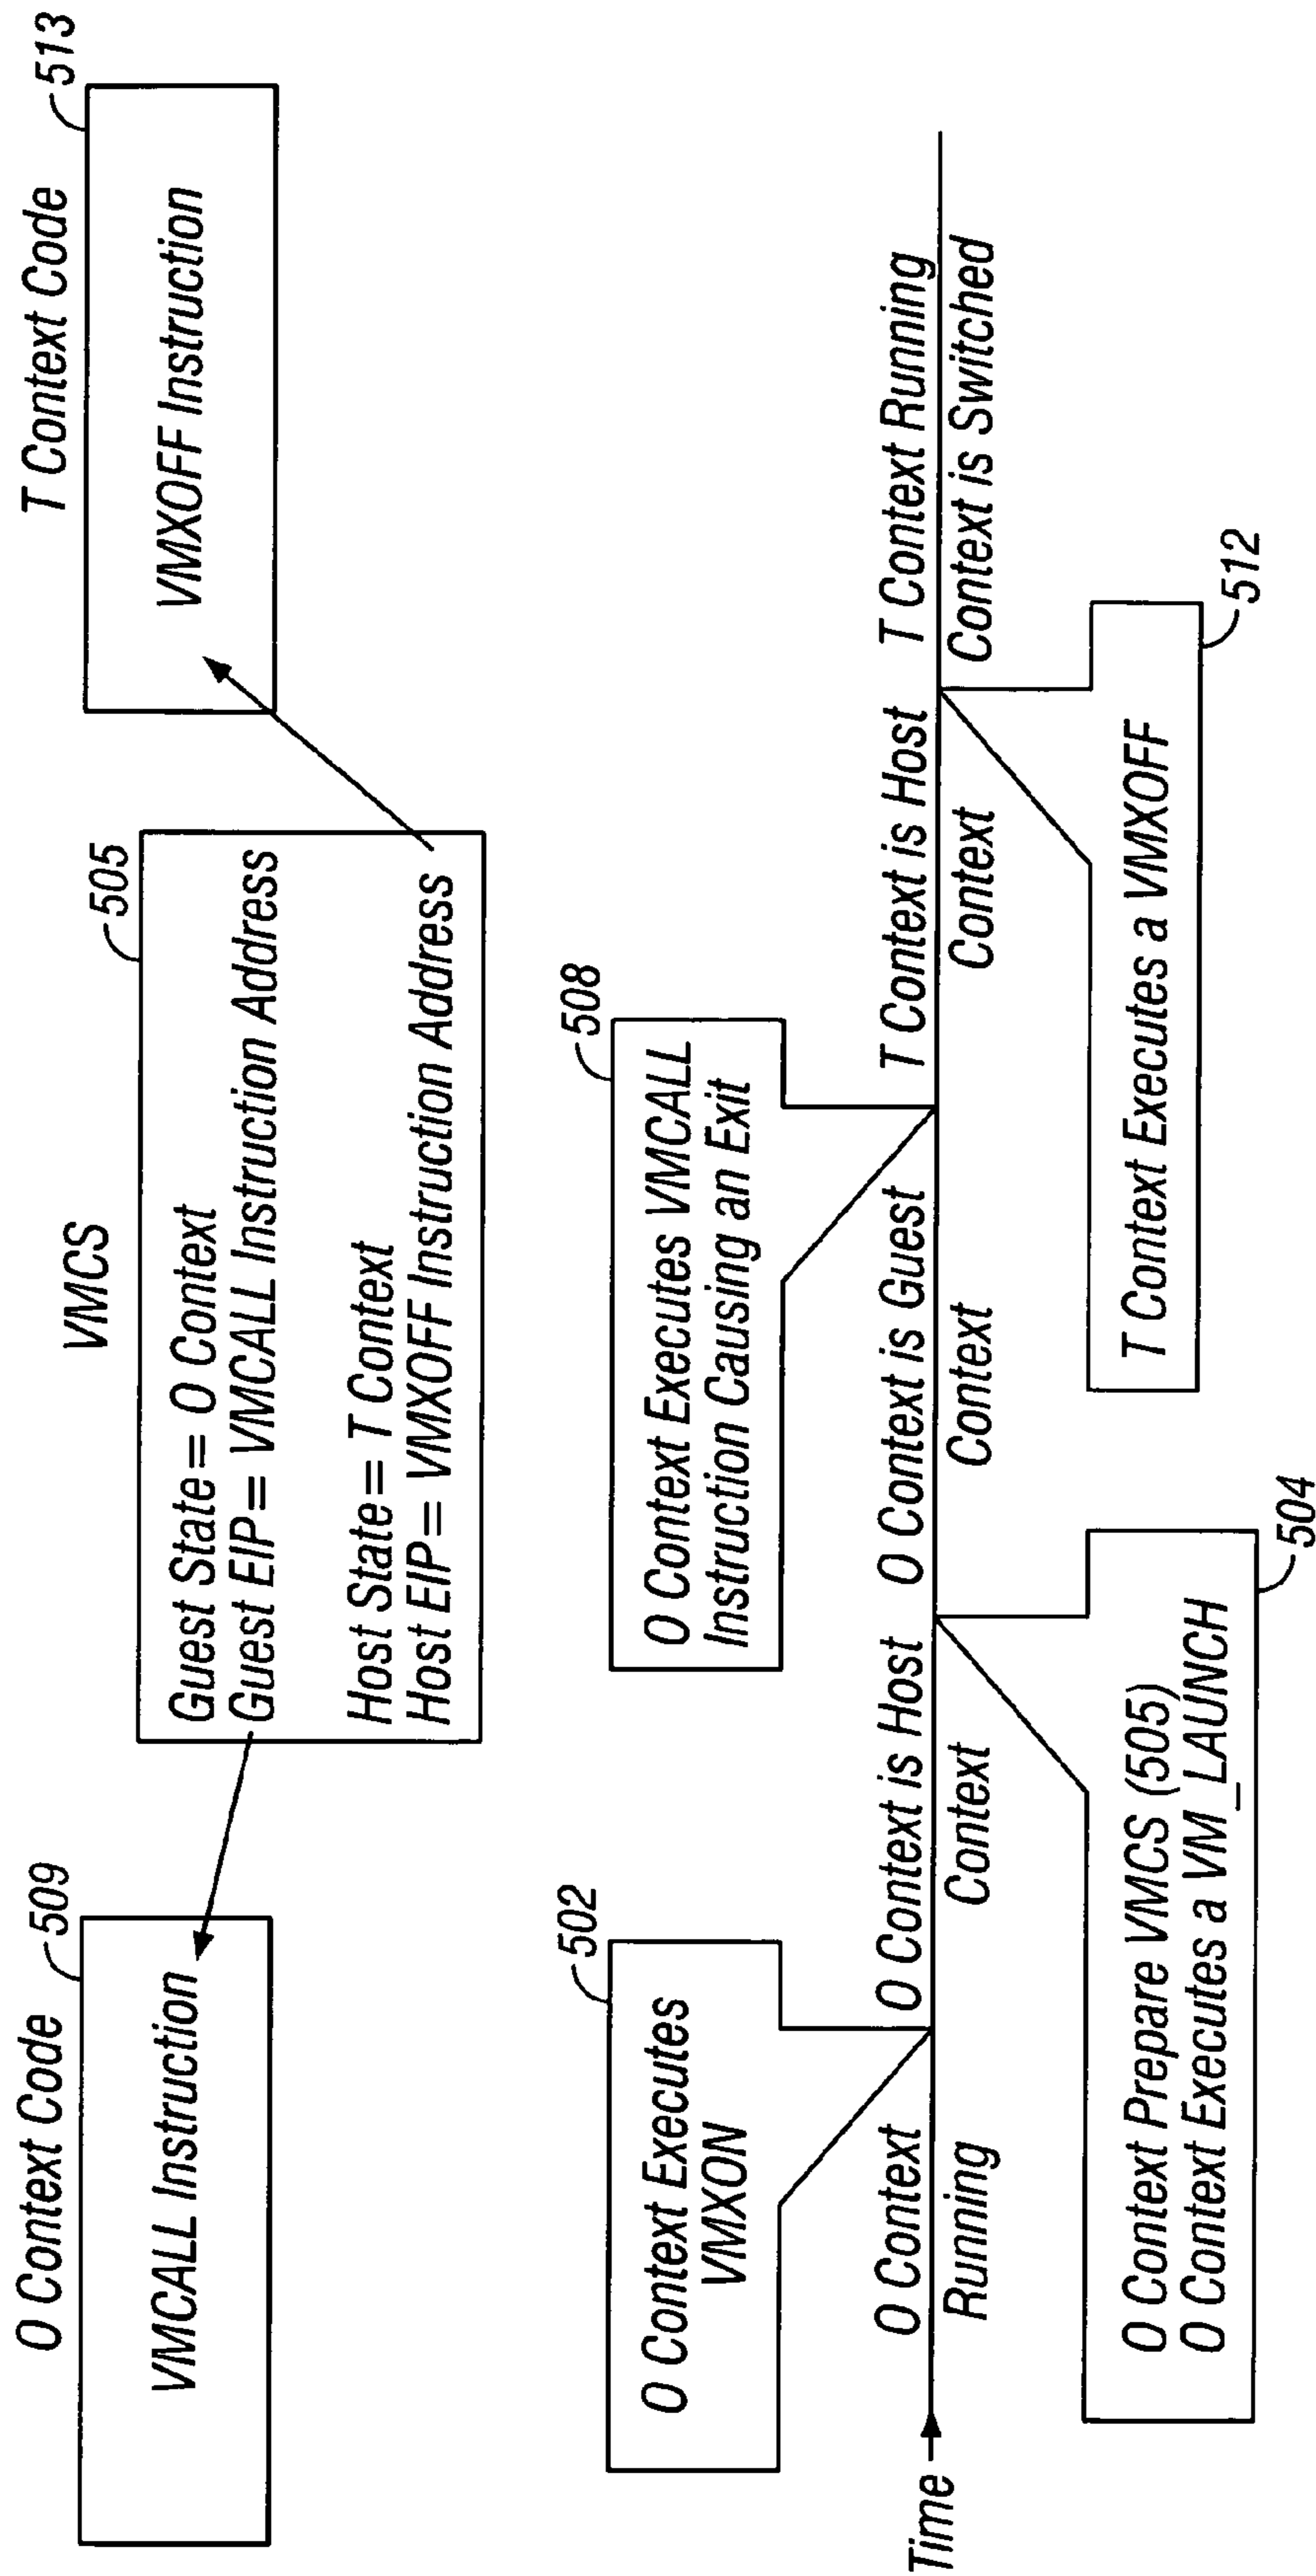 O Context Code
509
VMCALL Instruction
VMCS
505
Guest State = O Context
Guest EIP = VMCALL Instruction Address
Host State = T Context
Host EIP = VMXOFF Instruction Address
T Context Code
513
VMXOFF Instruction
502
O Context Executes
VMXON
508
O Context Executes VMCALL
Instruction Causing an Exit
Time
O Context
Running
O Context is Host
Context
O Context is Guest
Context
T Context is Host
Context
T Context Running
Context is Switched
O Context Prepare VMCS (505)
O Context Executes a VM_LAUNCH
504
T Context Executes a VMXOFF
512